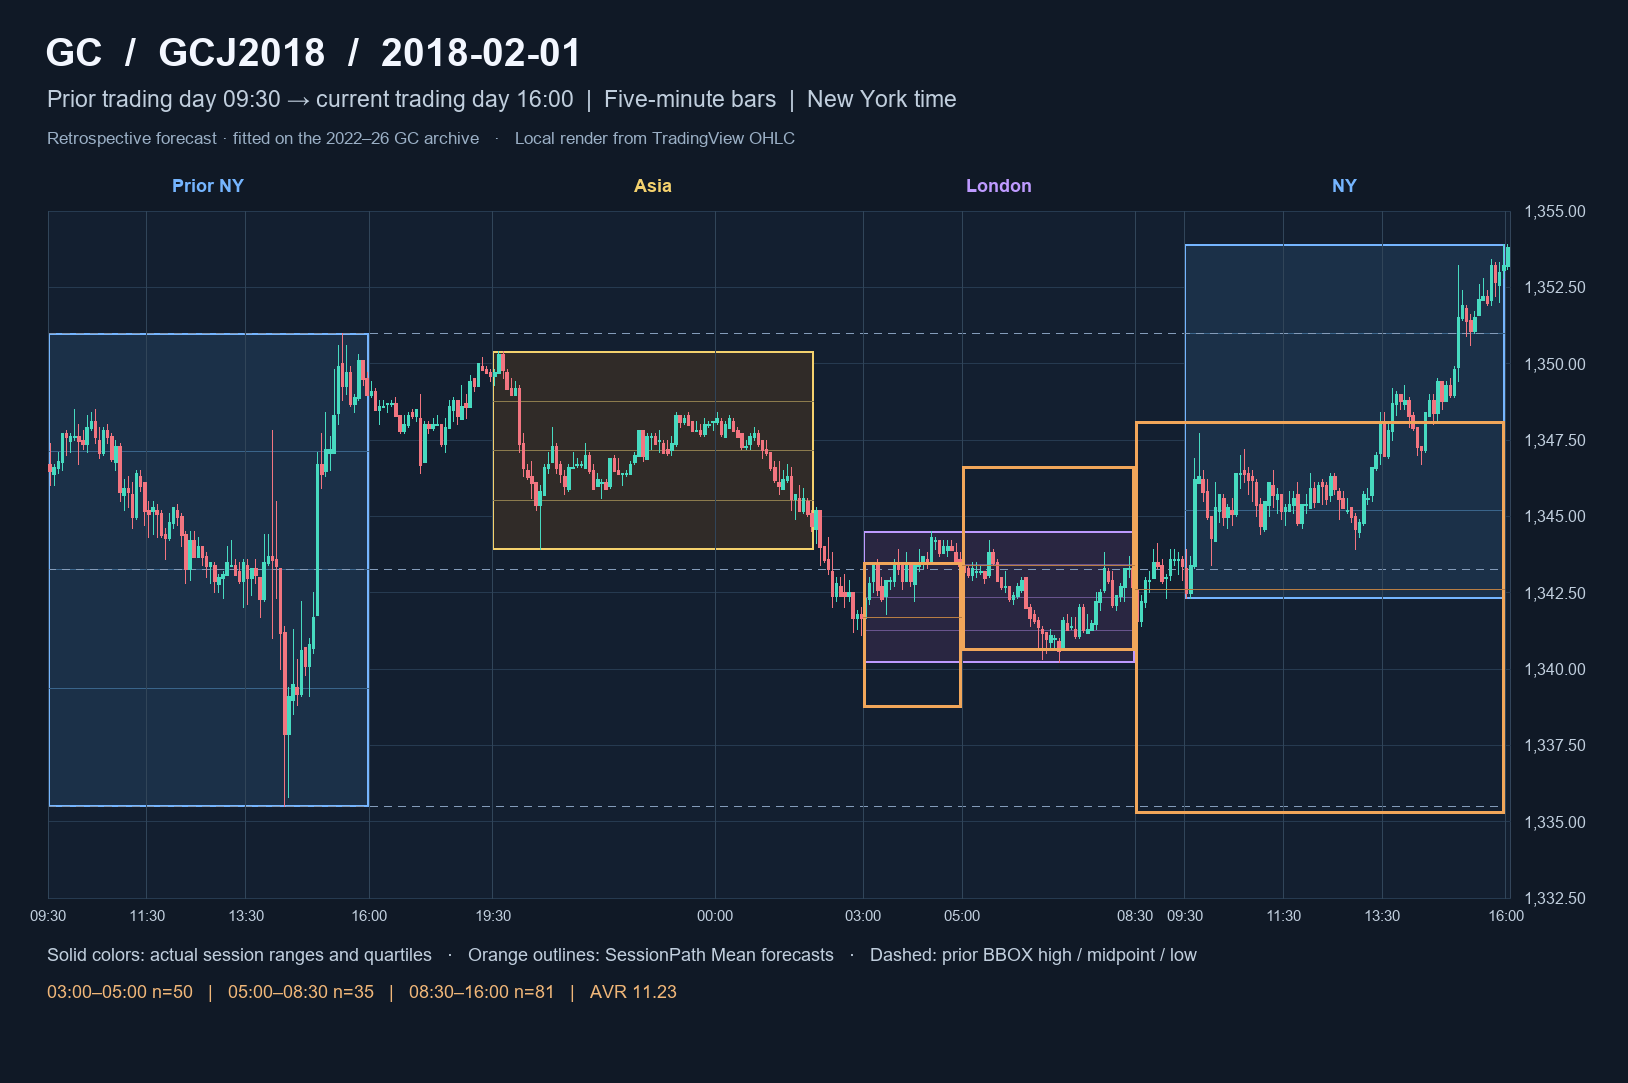 GC / GCJ2018 / 2018-02-01
Prior trading day 09:30 → current trading day 16:00 | Five-minute bars | New York time
Retrospective forecast · fitted on the 2022–26 GC archive · Local render from TradingView OHLC
Prior NY Asia London NY
1,355.00
1,352.50
1,350.00
1,347.50
1,345.00
1,342.50
1,340.00
1,337.50
1,335.00
1,332.50
09:30 11:30 13:30 16:00 19:30 00:00 03:00 05:00 08:30 09:30 11:30 13:30 16:00
Solid colors: actual session ranges and quartiles · Orange outlines: SessionPath Mean forecasts · Dashed: prior BBOX high / midpoint / low
03:00–05:00 n=50 | 05:00–08:30 n=35 | 08:30–16:00 n=81 | AVR 11.23